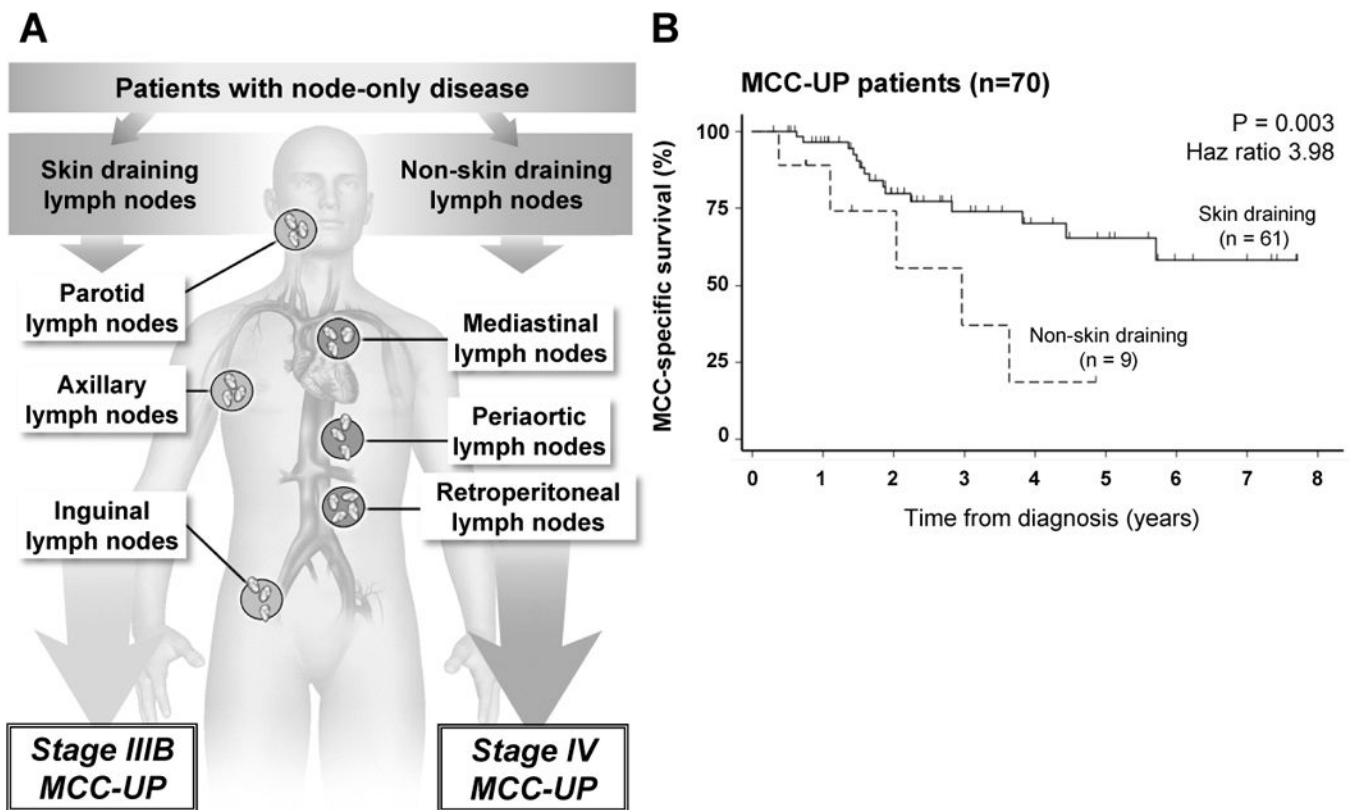 A
Patients with node-only disease
Skin draining
lymph nodes
Non-skin draining
lymph nodes
Parotid
lymph nodes
Axillary
lymph nodes
Inguinal
lymph nodes
Mediastinal
lymph nodes
Periaortic
lymph nodes
Retroperitoneal
lymph nodes
Stage IIIB
MCC-UP
Stage IV
MCC-UP
B
MCC-UP patients (n=70)
P = 0.003
Haz ratio 3.98
MCC-specific survival (%)
100
75
50
25
0
Skin draining
(n = 61)
Non-skin draining
(n = 9)
0 1 2 3 4 5 6 7 8
Time from diagnosis (years)